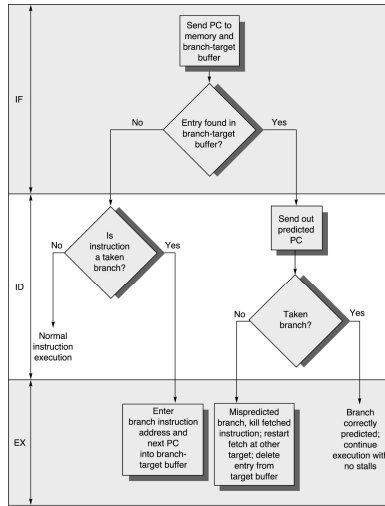 IF
Send PC to
memory and
branch-target
buffer
Entry found in
branch-target
buffer?
No
Yes
ID
Is
instruction
a taken
branch?
No
Yes
Normal
instruction
execution
Send out
predicted
PC
Taken
branch?
No
Yes
EX
Enter
branch instruction
address and
next PC
into branch-
target buffer
Mispredicted
branch, kill fetched
instruction; restart
fetch at other
target; delete
entry from
target buffer
Branch
correctly
predicted;
continue
execution with
no stalls